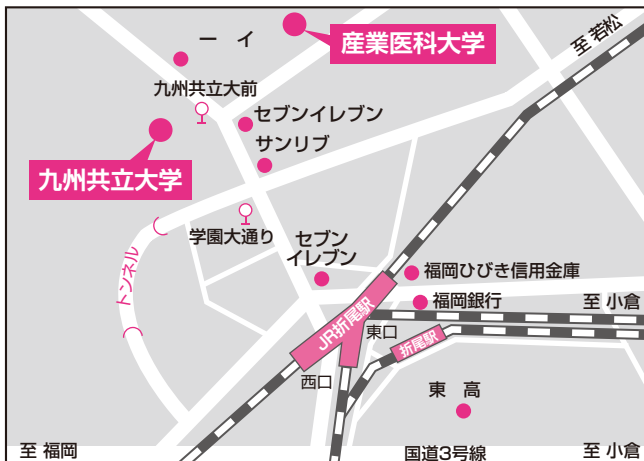 産業医科大学
一 イ
至 若松
九州共立大前
セブンイレブン
サンリブ
九州共立大学
学園大通り
トンネル
セブン
イレブン
福岡ひびき信用金庫
福岡銀行
至 小倉
JR折尾駅
東口
折尾駅
西口
東 高
至 福岡
国道3号線
至 小倉